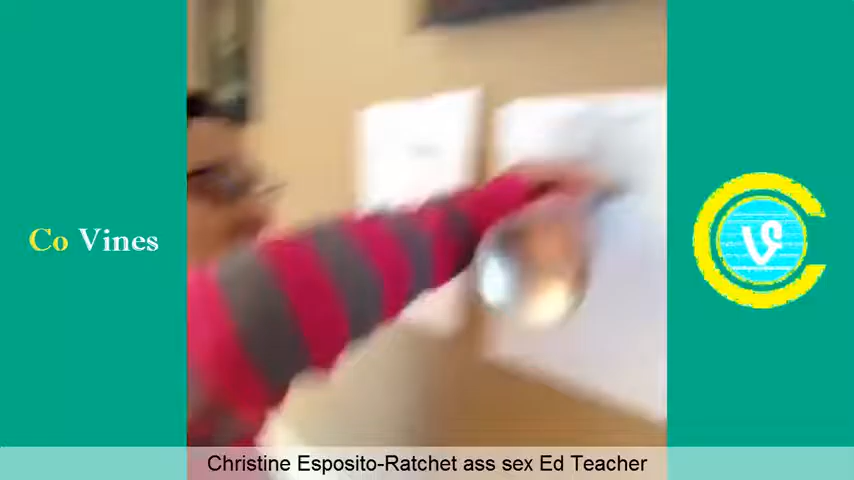 Co Vines
Christine Esposito-Ratchet ass sex Ed Teacher